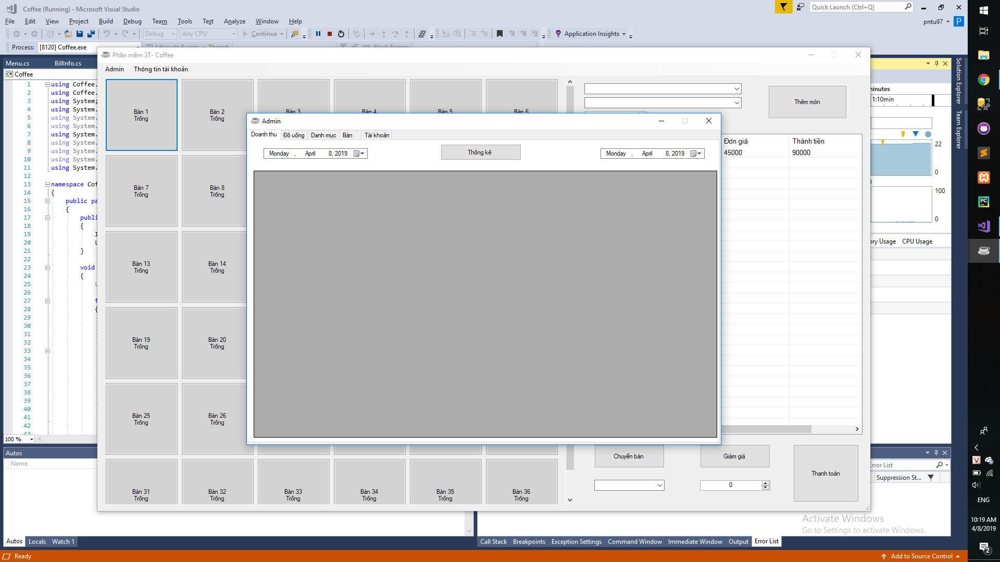 Coffee (Running) - Microsoft Visual Studio
Quick Launch (Ctrl+Q)
File Edit View Project Build Debug Team Tools Test Analyze Window Help
pntu97
P
Debug Any CPU Continue Application Insights
Process: [8120] Coffee.exe
Menu.cs BillInfo.cs
C# Coffee
1 using Coffee.
2 using Coffee.
3 using System;
4 using System.
5 using System.
6 using System.
7 using System.
8 using System.
9 using System.
10 using System.
11 using System.
12
13 namespace Cof
14 {
15 public pa
16 {
17 publi
18 {
19 I
20 L
21 }
22
23 void
24 {
25 L
26
27 f
28 {
29
30
31
32
33
34
35
36
37
38
39
40
41
42
43
100 %
Phần mềm 3T- Coffee
Admin Thông tin tài khoản
Bàn 1
Trống
Bàn 2
Trống
Bàn 3
Bàn 4
Bàn 5
Bàn 6
Bàn 7
Trống
Bàn 8
Trống
Bàn 13
Trống
Bàn 14
Trống
Bàn 19
Trống
Bàn 20
Trống
Bàn 25
Trống
Bàn 26
Trống
Bàn 31
Trống
Bàn 32
Trống
Bàn 33
Trống
Bàn 34
Trống
Bàn 35
Trống
Bàn 36
Trống
Thêm món
Đơn giá Thành tiền
45000 90000
Chuyển bàn
Giảm giá
0
Thanh toán
Admin
Doanh thu Đồ uống Danh mục Bàn Tài khoản
Monday , April 8, 2019
Thống kê
Monday , April 8, 2019
minutes
1:10min
22
0
100
0
ory Usage CPU Usage
Solution Explorer
Team Explorer
Error List
Suppression St...
Autos
Name
Autos Locals Watch 1
Call Stack Breakpoints Exception Settings Command Window Immediate Window Output Error List
Activate Windows
Go to Settings to activate Windows.
Ready
Add to Source Control
PC
V
ENG
10:19 AM
4/8/2019
2